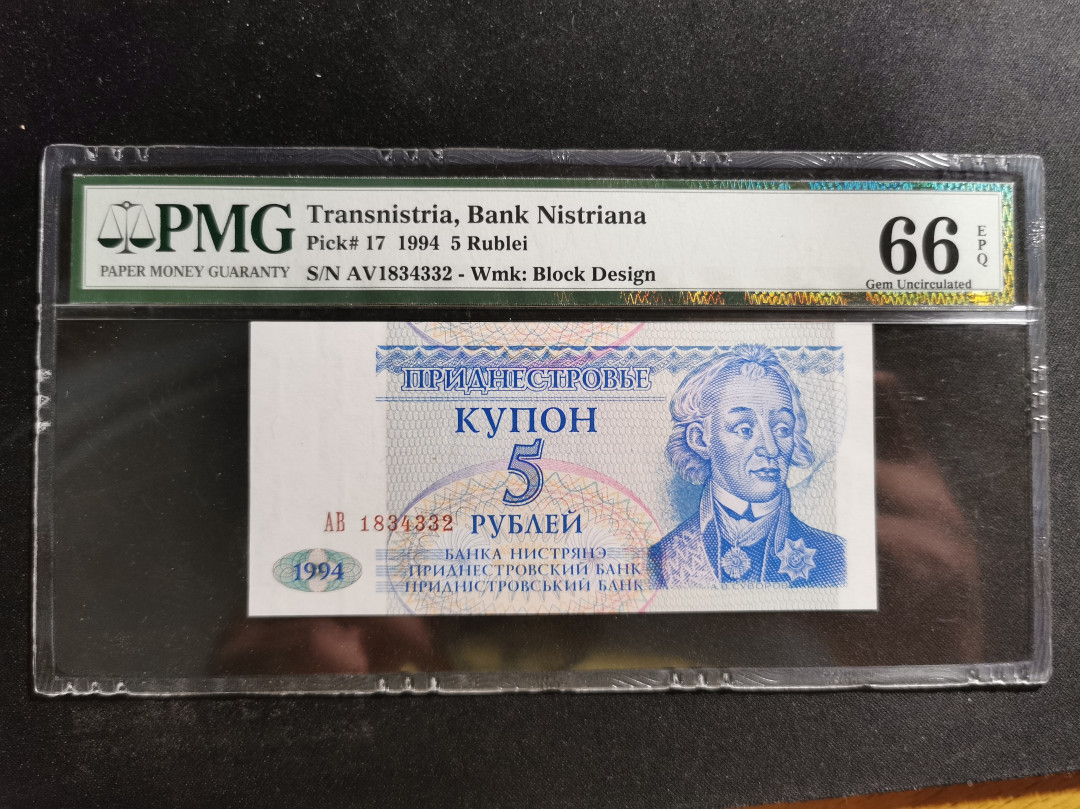 PMG
PAPER MONEY GUARANTY
Transnistria, Bank Nistriana
Pick# 17 1994 5 Rublei
S/N AV1834332 - Wmk: Block Design
66
EPQ
Gem Uncirculated
ПРИДНЕСТРОВЬЕ
КУПОН
5
АВ 1834332
РУБЛЕЙ
БАНКА НИСТРЯНЭ
ПРИДНЕСТРОВСКИЙ БАНК
ПРИДНІСТРОВСЬКИЙ БАНК
1994